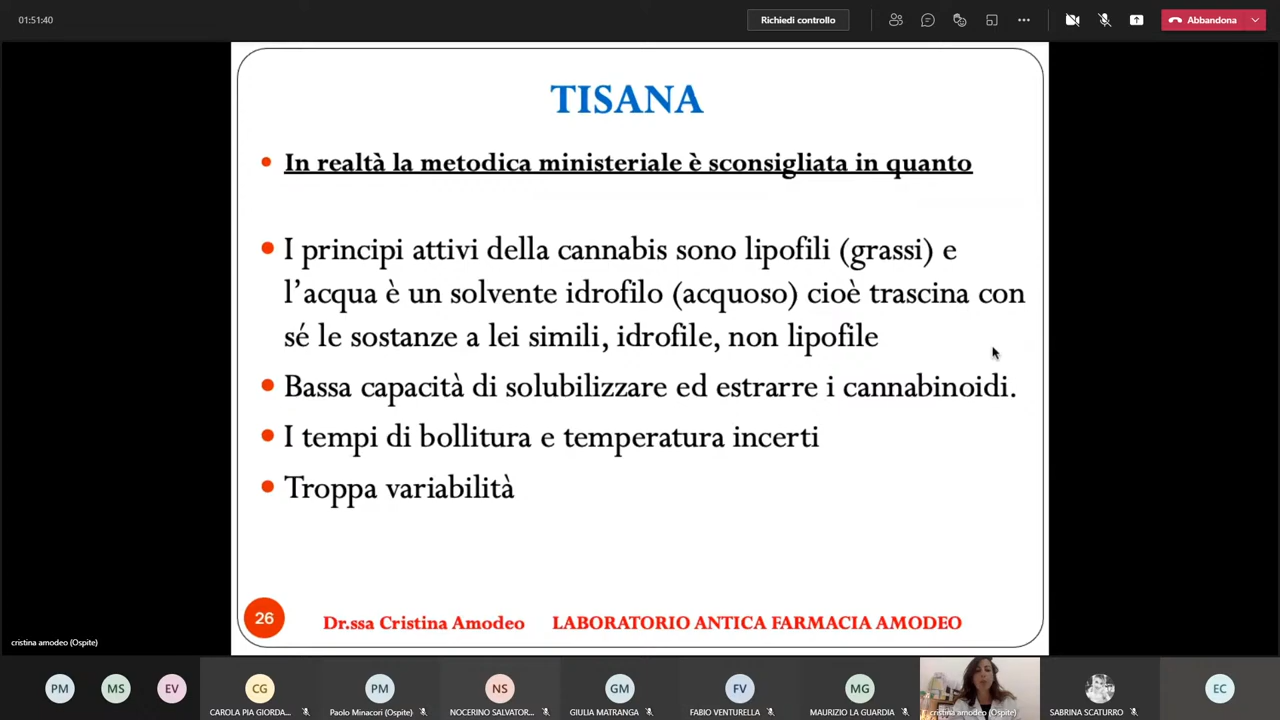 01:51:40
Richiedi controllo
Abbandona
TISANA
In realtà la metodica ministeriale è sconsigliata in quanto
I principi attivi della cannabis sono lipofili (grassi) e
l'acqua è un solvente idrofilo (acquoso) cioè trascina con
sé le sostanze a lei simili, idrofile, non lipofile
Bassa capacità di solubilizzare ed estrarre i cannabinoidi.
I tempi di bollitura e temperatura incerti
Troppa variabilità
26
Dr.ssa Cristina Amodeo LABORATORIO ANTICA FARMACIA AMODEO
cristina amodeo (Ospite)
PM MS EV CG PM NS GM FV MG EC
CAROLA PIA GIORDA... Paolo Minacori (Ospite) NOCERINO SALVATOR... GIULIA MATRANGA FABIO VENTURELLA MAURIZIO LA GUARDIA cristina amodeo (Ospite) SABRINA SCATURRO